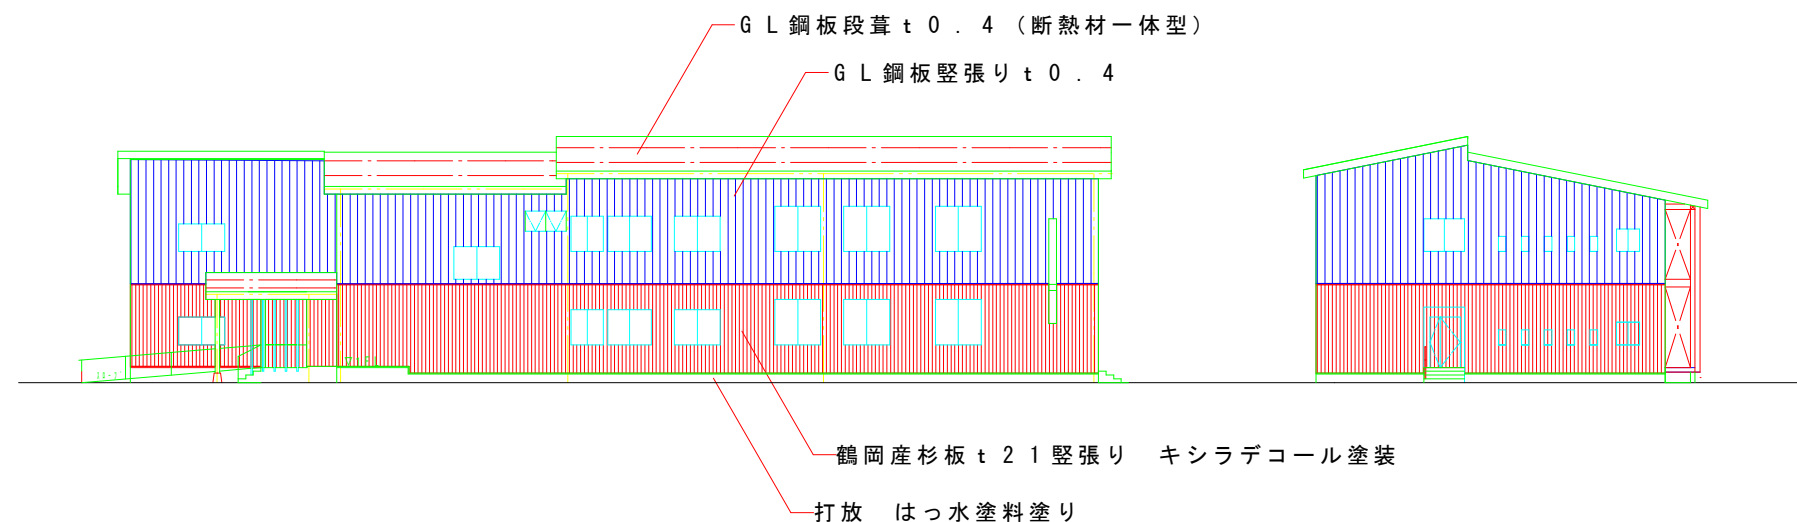 ＧＬ鋼板段葺ｔ０．４（断熱材一体型）
ＧＬ鋼板竪張りｔ０．４
鶴岡産杉板ｔ２１竪張り　キシラデコール塗装
打放　はっ水塗料塗り